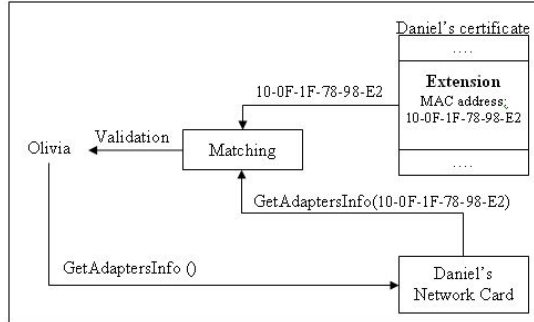 Daniel's certificate
....
Extension
MAC address;
10-0F-1F-78-98-E2
....
10-0F-1F-78-98-E2
Validation
Olivia
Matching
GetAdaptersInfo(10-0F-1F-78-98-E2)
GetAdaptersInfo ()
Daniel's
Network Card